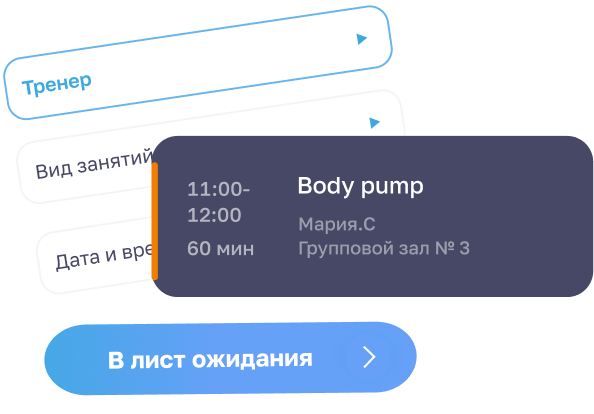 Тренер
Вид занятий
Дата и вре
11:00-
12:00
60 мин
Body pump
Мария.С
Групповой зал № 3
В лист ожидания